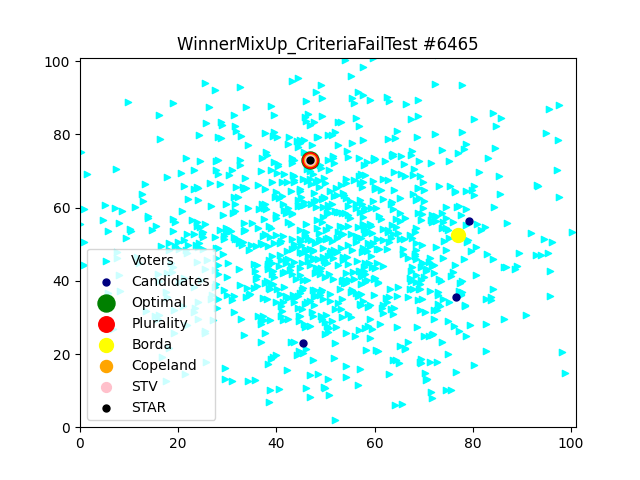 WinnerMixUp_CriteriaFailTest #6465
100
80
60
40
20
0
0
20
40
60
80
100
Voters
Candidates
Optimal
Plurality
Borda
Copeland
STV
STAR